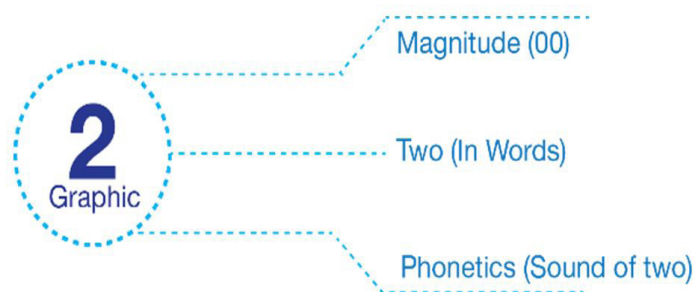 2
Graphic
Magnitude (00)
Two (In Words)
Phonetics (Sound of two)